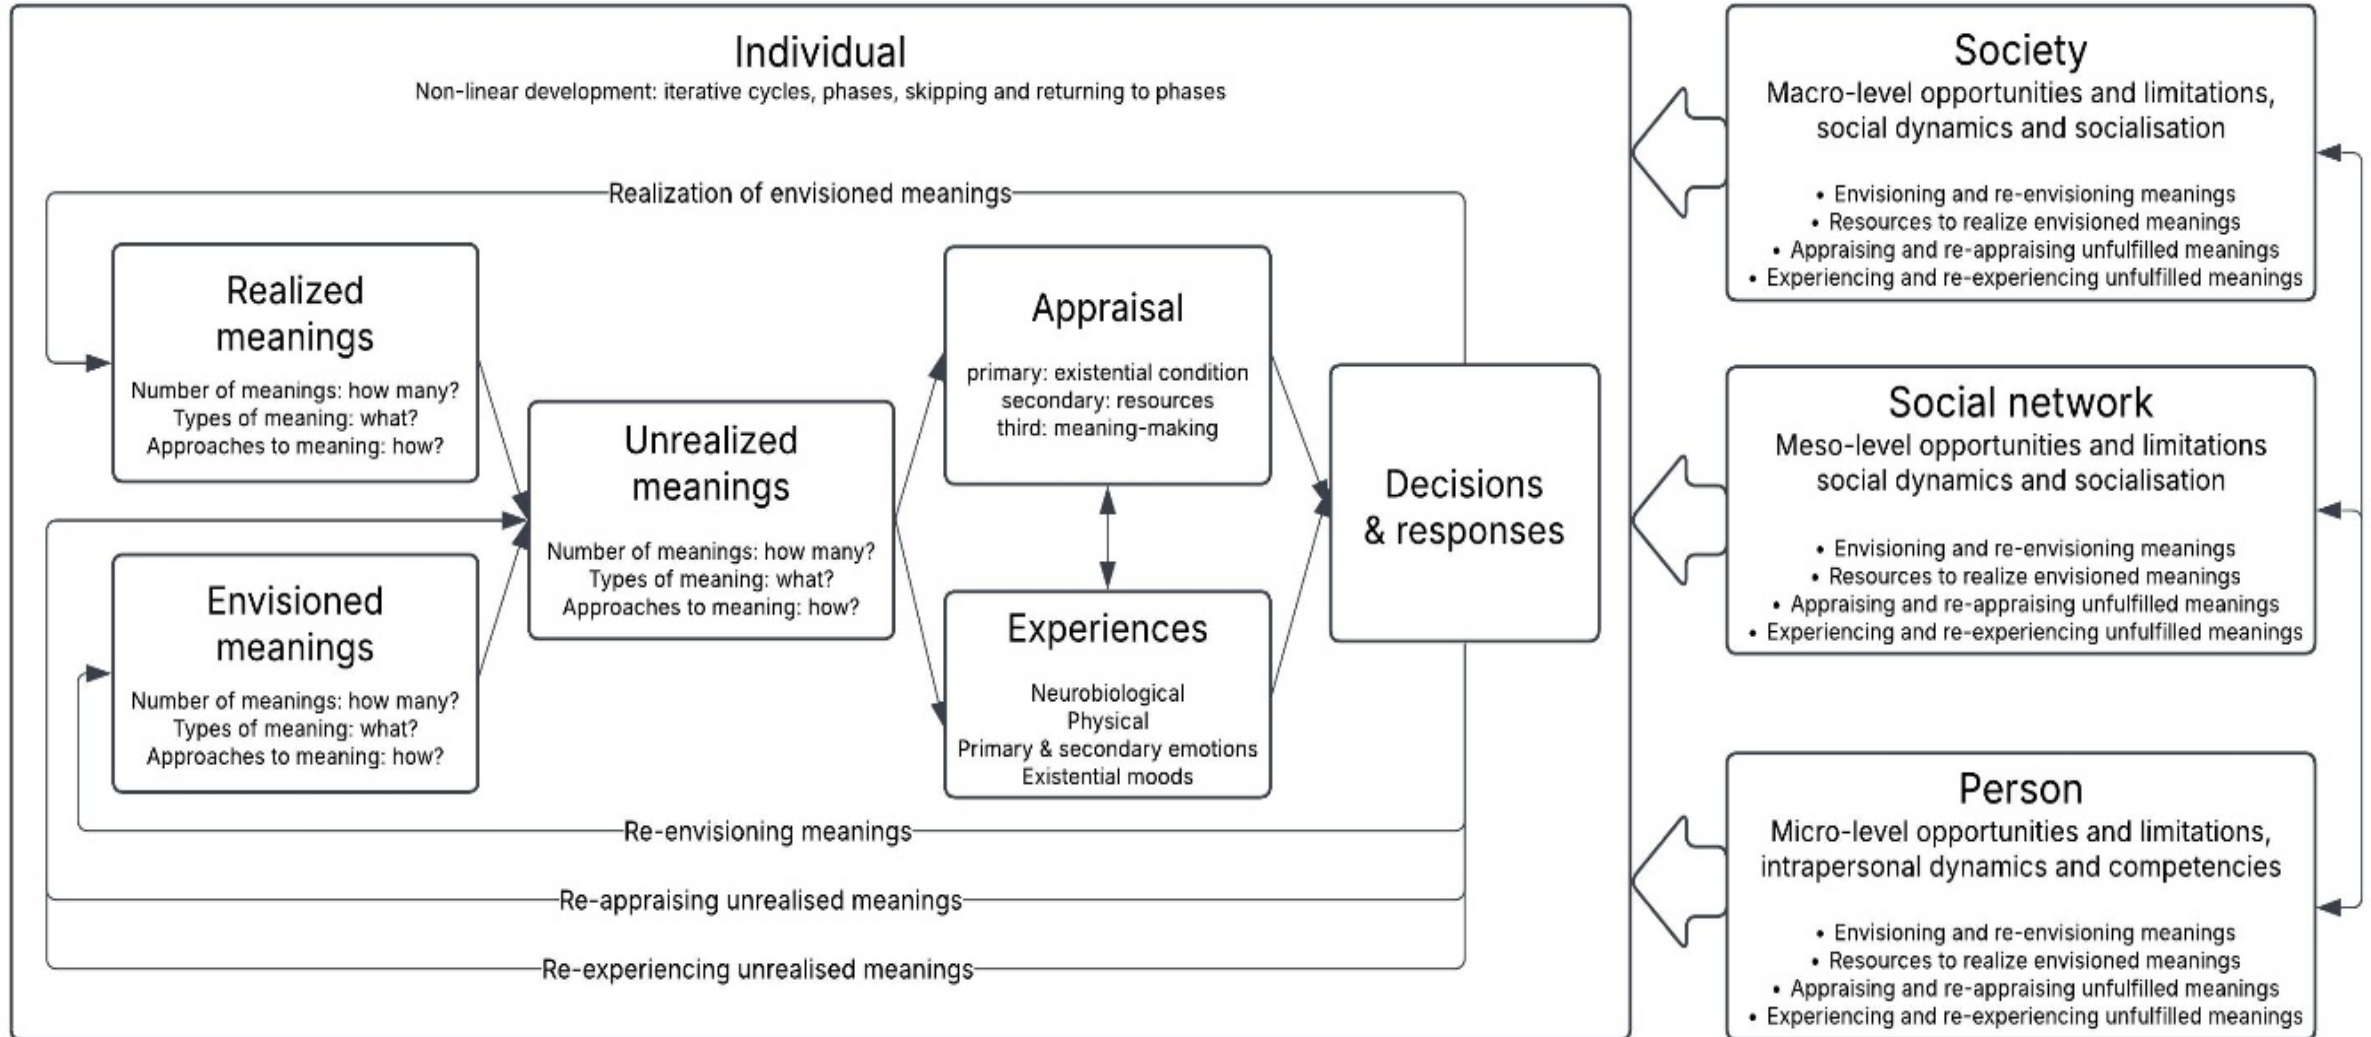 Individual
Non-linear development: iterative cycles, phases, skipping and returning to phases
Realization of envisioned meanings
Realized
meanings
Number of meanings: how many?
Types of meaning: what?
Approaches to meaning: how?
Envisioned
meanings
Number of meanings: how many?
Types of meaning: what?
Approaches to meaning: how?
Unrealized
meanings
Number of meanings: how many?
Types of meaning: what?
Approaches to meaning: how?
Appraisal
primary: existential condition
secondary: resources
third: meaning-making
Experiences
Neurobiological
Physical
Primary & secondary emotions
Existential moods
Decisions
& responses
Re-envisioning meanings
Re-appraising unrealised meanings
Re-experiencing unrealised meanings
Society
Macro-level opportunities and limitations,
social dynamics and socialisation
• Envisioning and re-envisioning meanings
• Resources to realize envisioned meanings
• Appraising and re-appraising unfulfilled meanings
• Experiencing and re-experiencing unfulfilled meanings
Social network
Meso-level opportunities and limitations
social dynamics and socialisation
• Envisioning and re-envisioning meanings
• Resources to realize envisioned meanings
• Appraising and re-appraising unfulfilled meanings
• Experiencing and re-experiencing unfulfilled meanings
Person
Micro-level opportunities and limitations,
intrapersonal dynamics and competencies
• Envisioning and re-envisioning meanings
• Resources to realize envisioned meanings
• Appraising and re-appraising unfulfilled meanings
• Experiencing and re-experiencing unfulfilled meanings